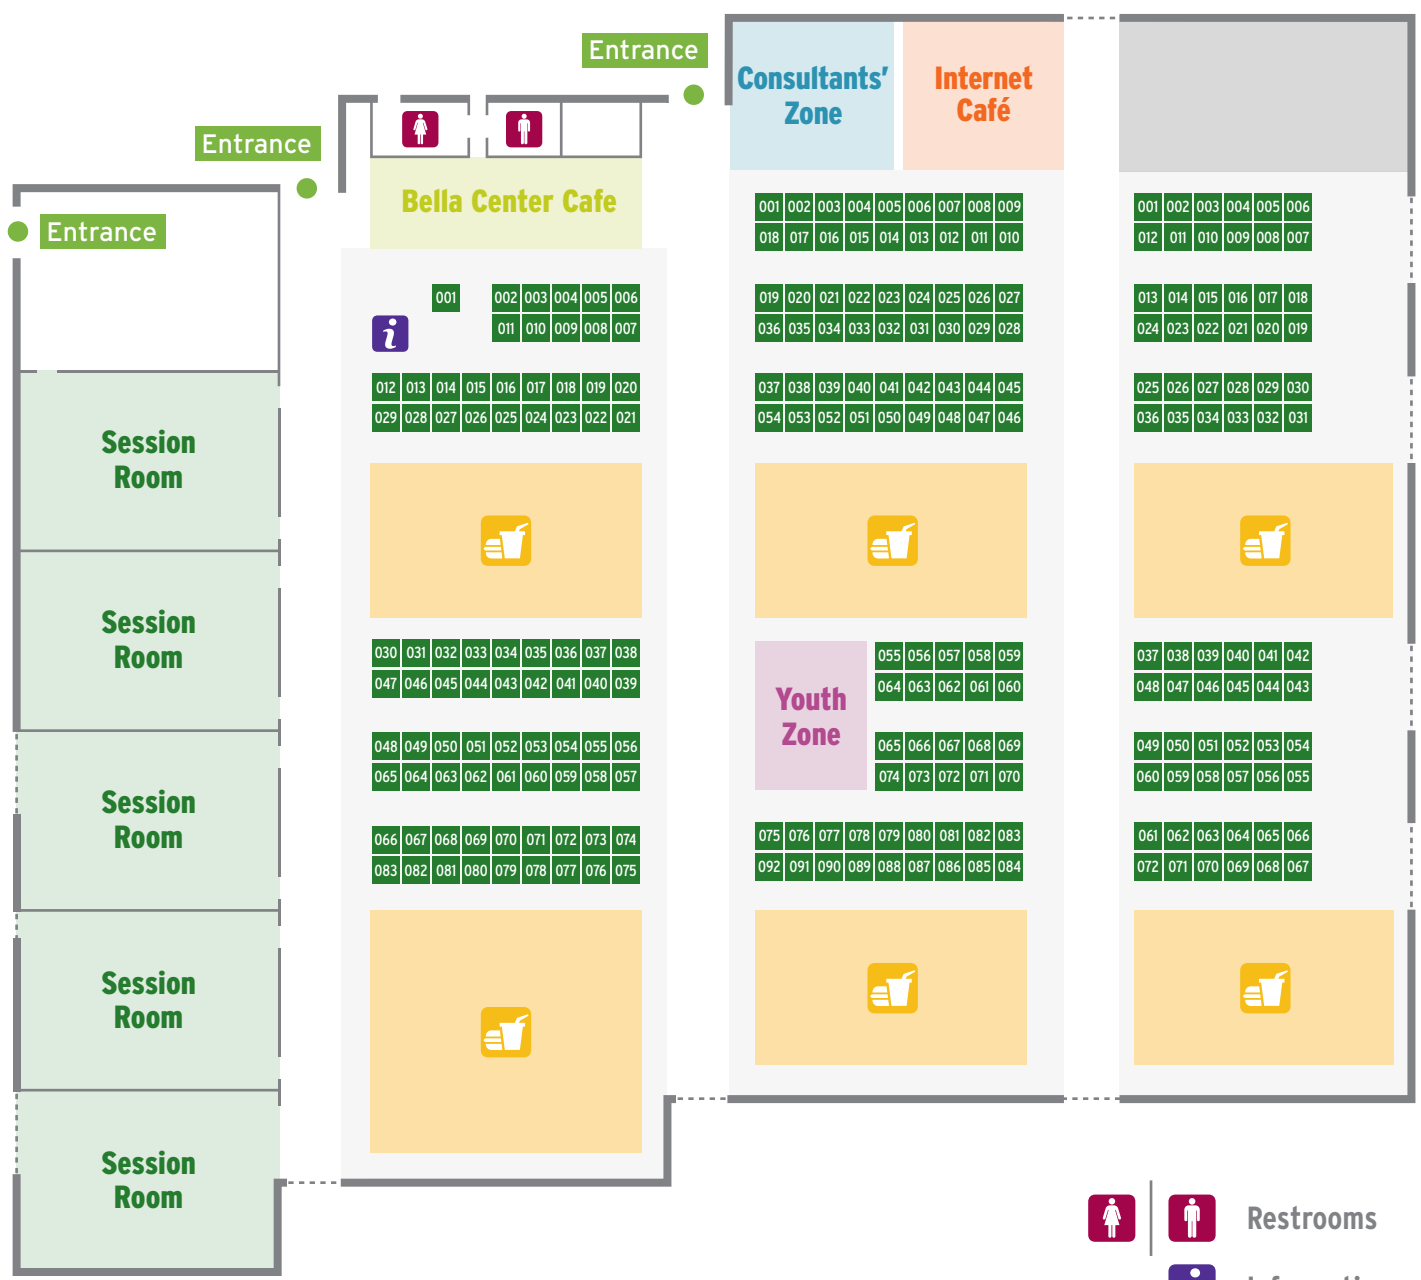 Entrance
Entrance
Entrance
Consultants'
Zone
Internet
Café
Bella Center Cafe
Session
Room
Session
Room
Session
Room
Session
Room
Session
Room
001 002 003 004 005 006
011 010 009 008 007
012 013 014 015 016 017 018 019 020
029 028 027 026 025 024 023 022 021
030 031 032 033 034 035 036 037 038
047 046 045 044 043 042 041 040 039
048 049 050 051 052 053 054 055 056
065 064 063 062 061 060 059 058 057
066 067 068 069 070 071 072 073 074
083 082 081 080 079 078 077 076 075
001 002 003 004 005 006 007 008 009
018 017 016 015 014 013 012 011 010
019 020 021 022 023 024 025 026 027
036 035 034 033 032 031 030 029 028
037 038 039 040 041 042 043 044 045
054 053 052 051 050 049 048 047 046
Youth
Zone
055 056 057 058 059
064 063 062 061 060
065 066 067 068 069
074 073 072 071 070
075 076 077 078 079 080 081 082 083
092 091 090 089 088 087 086 085 084
001 002 003 004 005 006
012 011 010 009 008 007
013 014 015 016 017 018
024 023 022 021 020 019
025 026 027 028 029 030
036 035 034 033 032 031
037 038 039 040 041 042
048 047 046 045 044 043
049 050 051 052 053 054
060 059 058 057 056 055
061 062 063 064 065 066
072 071 070 069 068 067
Restrooms